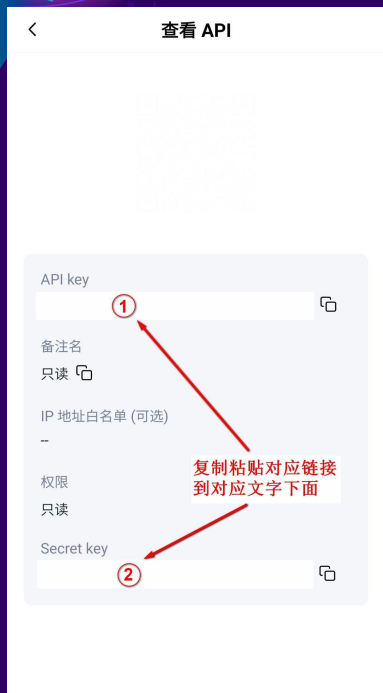 查看 API
API key
①
备注名
只读
IP 地址白名单 (可选)
--
复制粘贴对应链接
到对应文字下面
权限
只读
Secret key
②